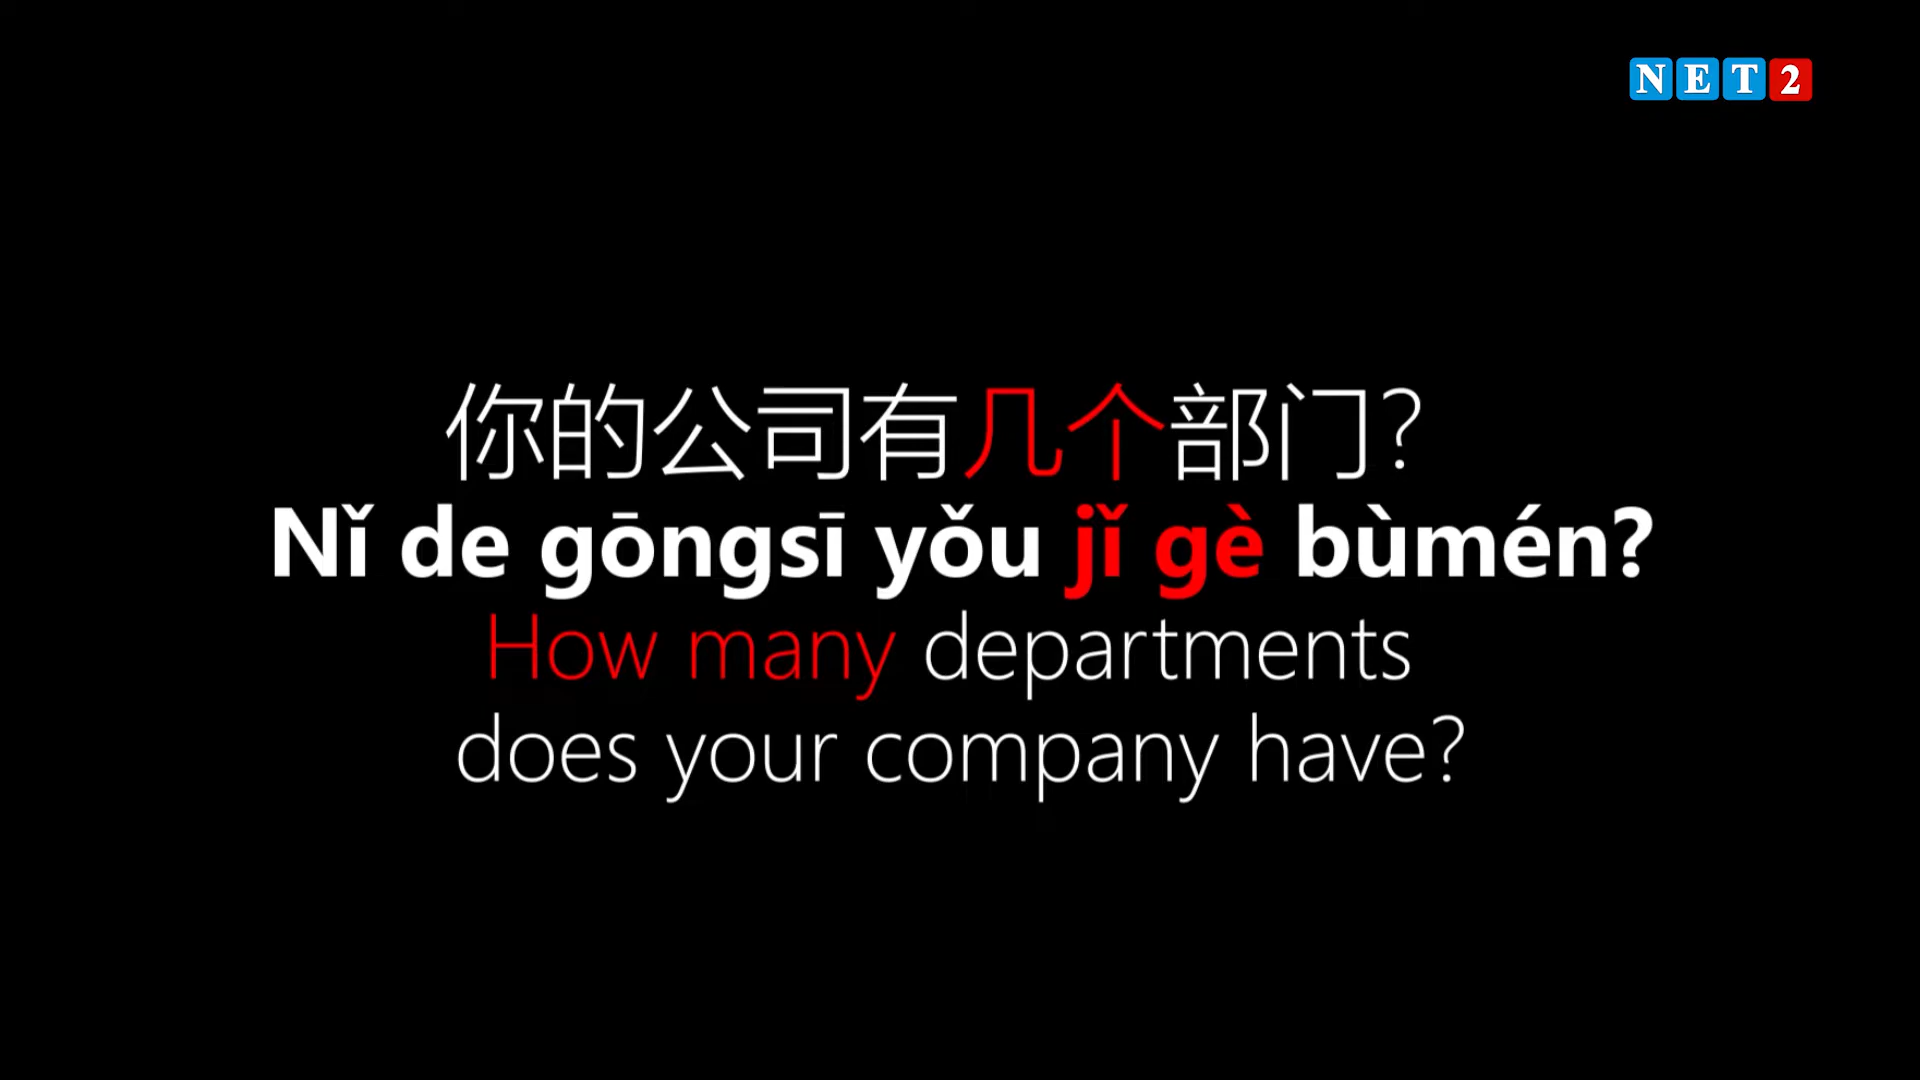 NET2
你的公司有几个部门?
Nǐ de gōngsī yǒu jǐ gè bùmén?
How many departments
does your company have?